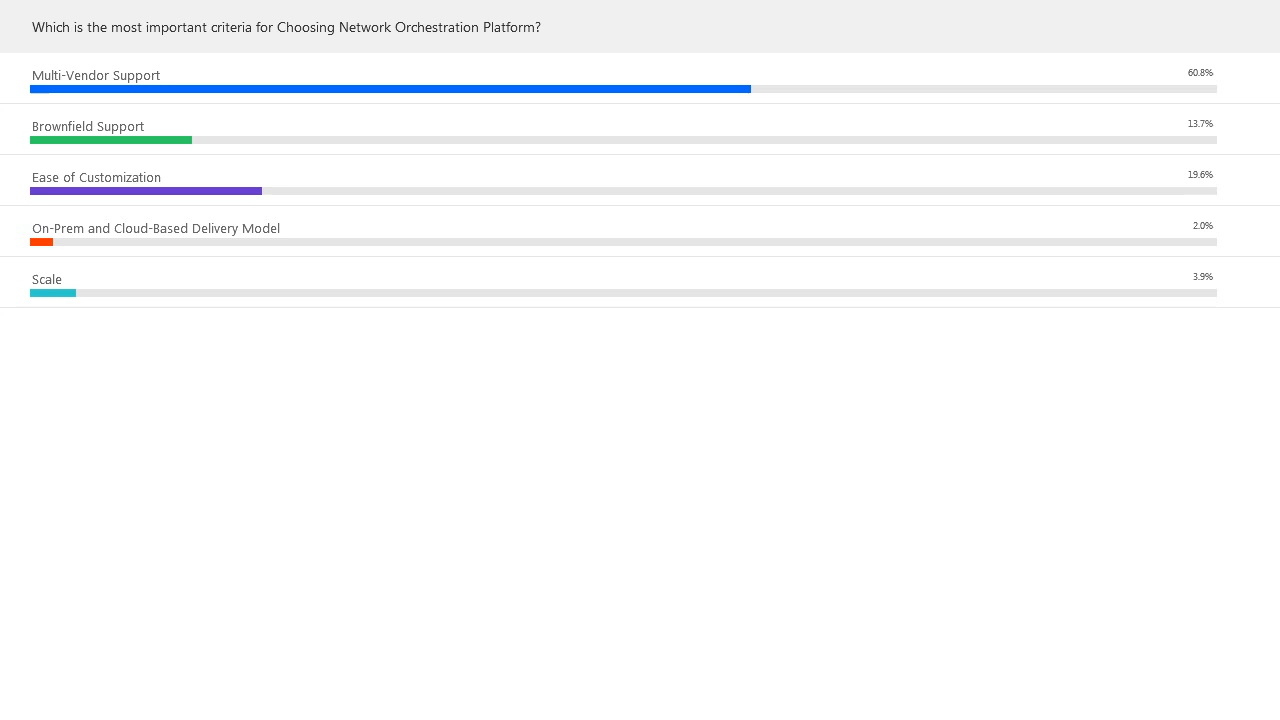 Which is the most important criteria for Choosing Network Orchestration Platform?
Multi-Vendor Support 60.8%
Brownfield Support 13.7%
Ease of Customization 19.6%
On-Prem and Cloud-Based Delivery Model 2.0%
Scale 3.9%